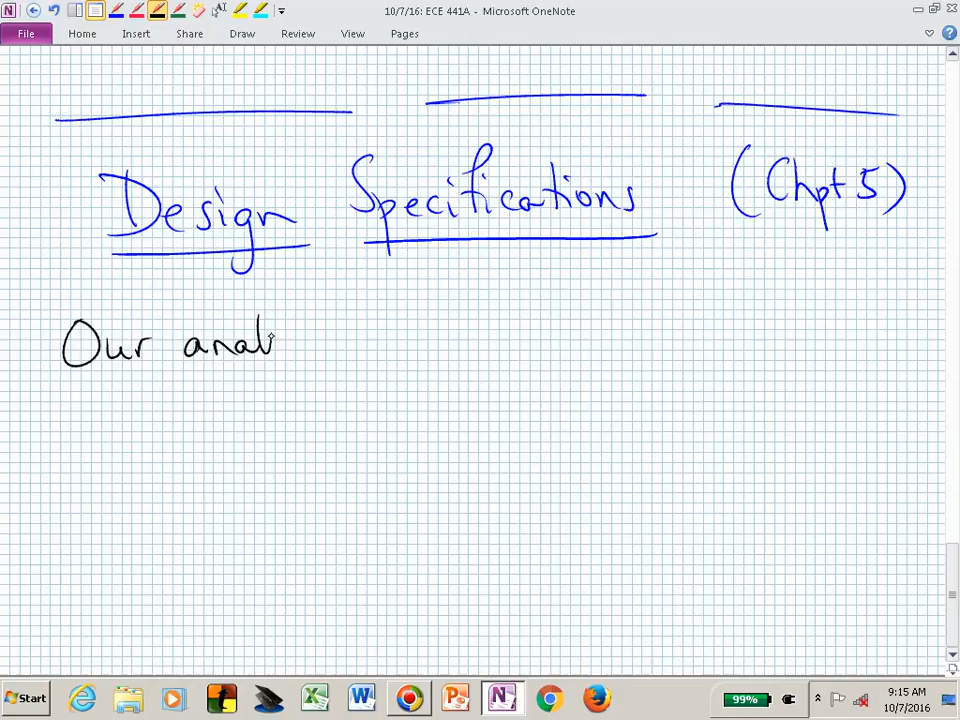 10/7/16: ECE 441A - Microsoft OneNote
File Home Insert Share Draw Review View Pages
Design Specifications (Chpt 5)
Our anal
99%
Start 9:15 AM
10/7/2016